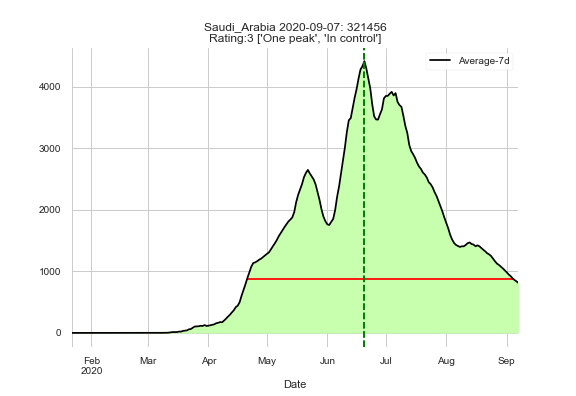 Saudi_Arabia 2020-09-07: 321456
Rating:3 ['One peak', 'In control']
Average-7d
4000
3000
2000
1000
0
Feb Mar Apr May Jun Jul Aug Sep
2020
Date